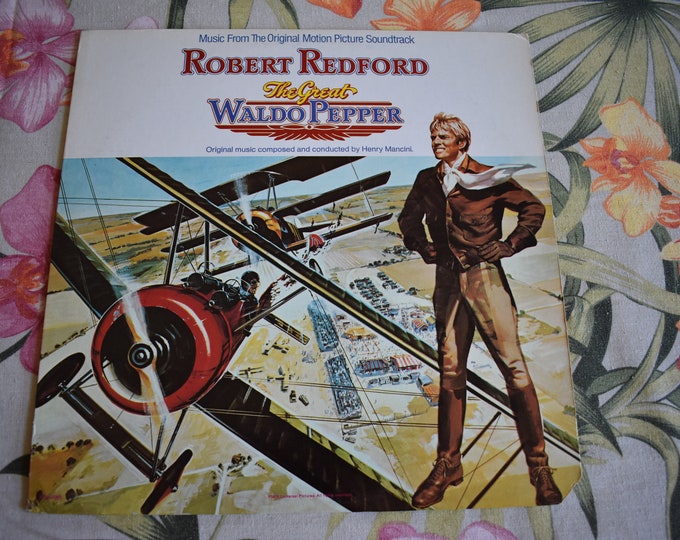 Music From The Original Motion Picture Soundtrack
ROBERT REDFORD
The Great
WALDO PEPPER
Original music composed and conducted by Henry Mancini.